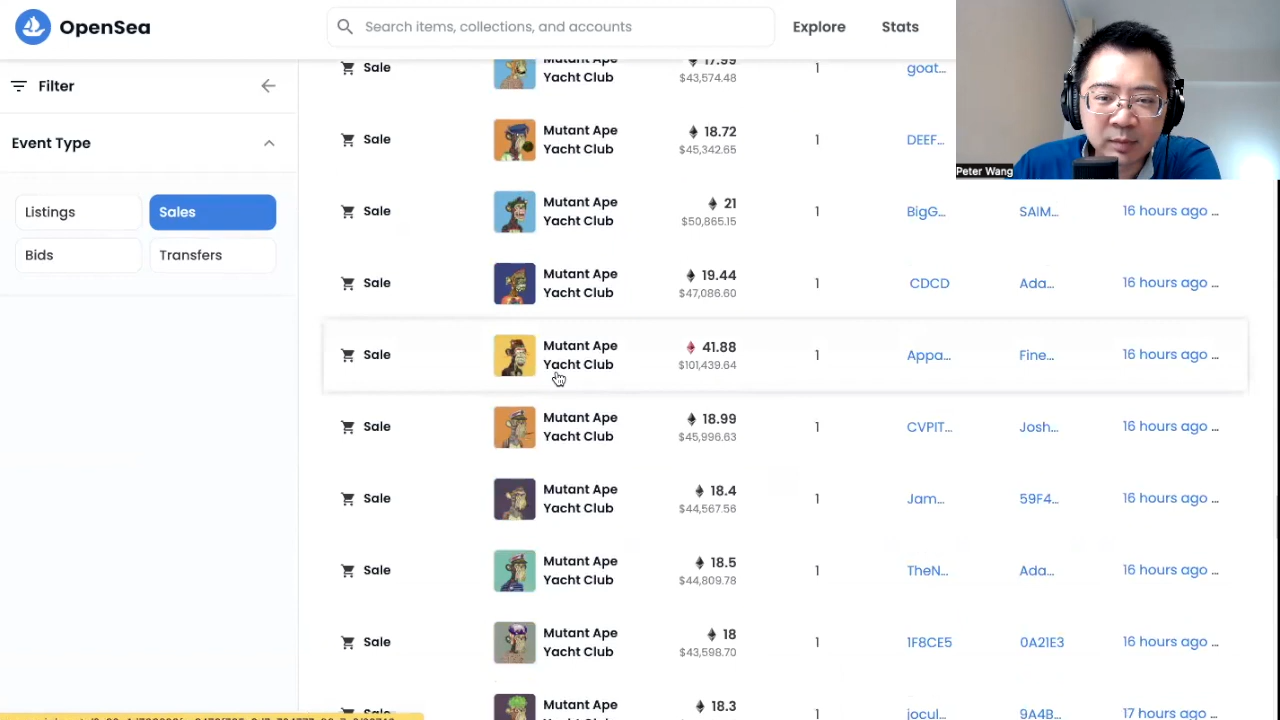 OpenSea
Search items, collections, and accounts
Explore
Stats
Filter
Event Type
Listings
Sales
Bids
Transfers
Peter Wang
Sale Mutant Ape Yacht Club 17.99 $43,574.48 1 goat...
Sale Mutant Ape Yacht Club 18.72 $45,342.65 1 DEEF...
Sale Mutant Ape Yacht Club 21 $50,865.15 1 BigG... SAIM... 16 hours ago ...
Sale Mutant Ape Yacht Club 19.44 $47,086.60 1 CDCD Ada... 16 hours ago ...
Sale Mutant Ape Yacht Club 41.88 $101,439.64 1 Appa... Fine... 16 hours ago ...
Sale Mutant Ape Yacht Club 18.99 $45,996.63 1 CVPIT... Josh... 16 hours ago ...
Sale Mutant Ape Yacht Club 18.4 $44,567.56 1 Jam... 59F4... 16 hours ago ...
Sale Mutant Ape Yacht Club 18.5 $44,809.78 1 TheN... Ada... 16 hours ago ...
Sale Mutant Ape Yacht Club 18 $43,598.70 1 1F8CE5 0A21E3 16 hours ago ...
Sale Mutant Ape Yacht Club 18.3 1 jocul... 9A4B... 17 hours ago ...